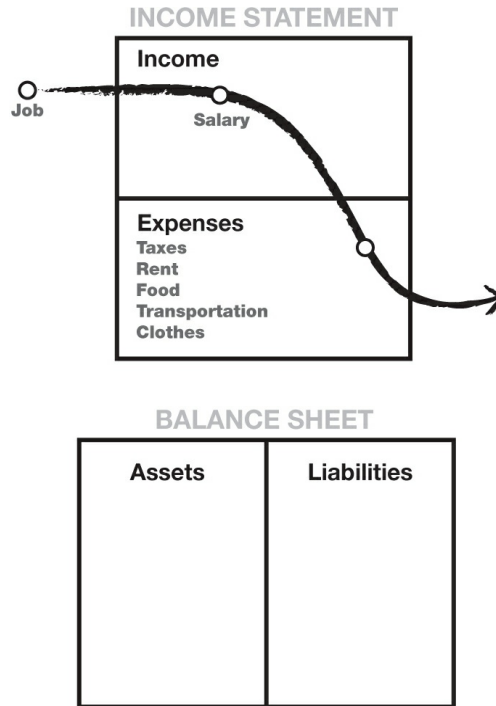 INCOME STATEMENT
Income
Job
Salary
Expenses
Taxes
Rent
Food
Transportation
Clothes
BALANCE SHEET
Assets
Liabilities